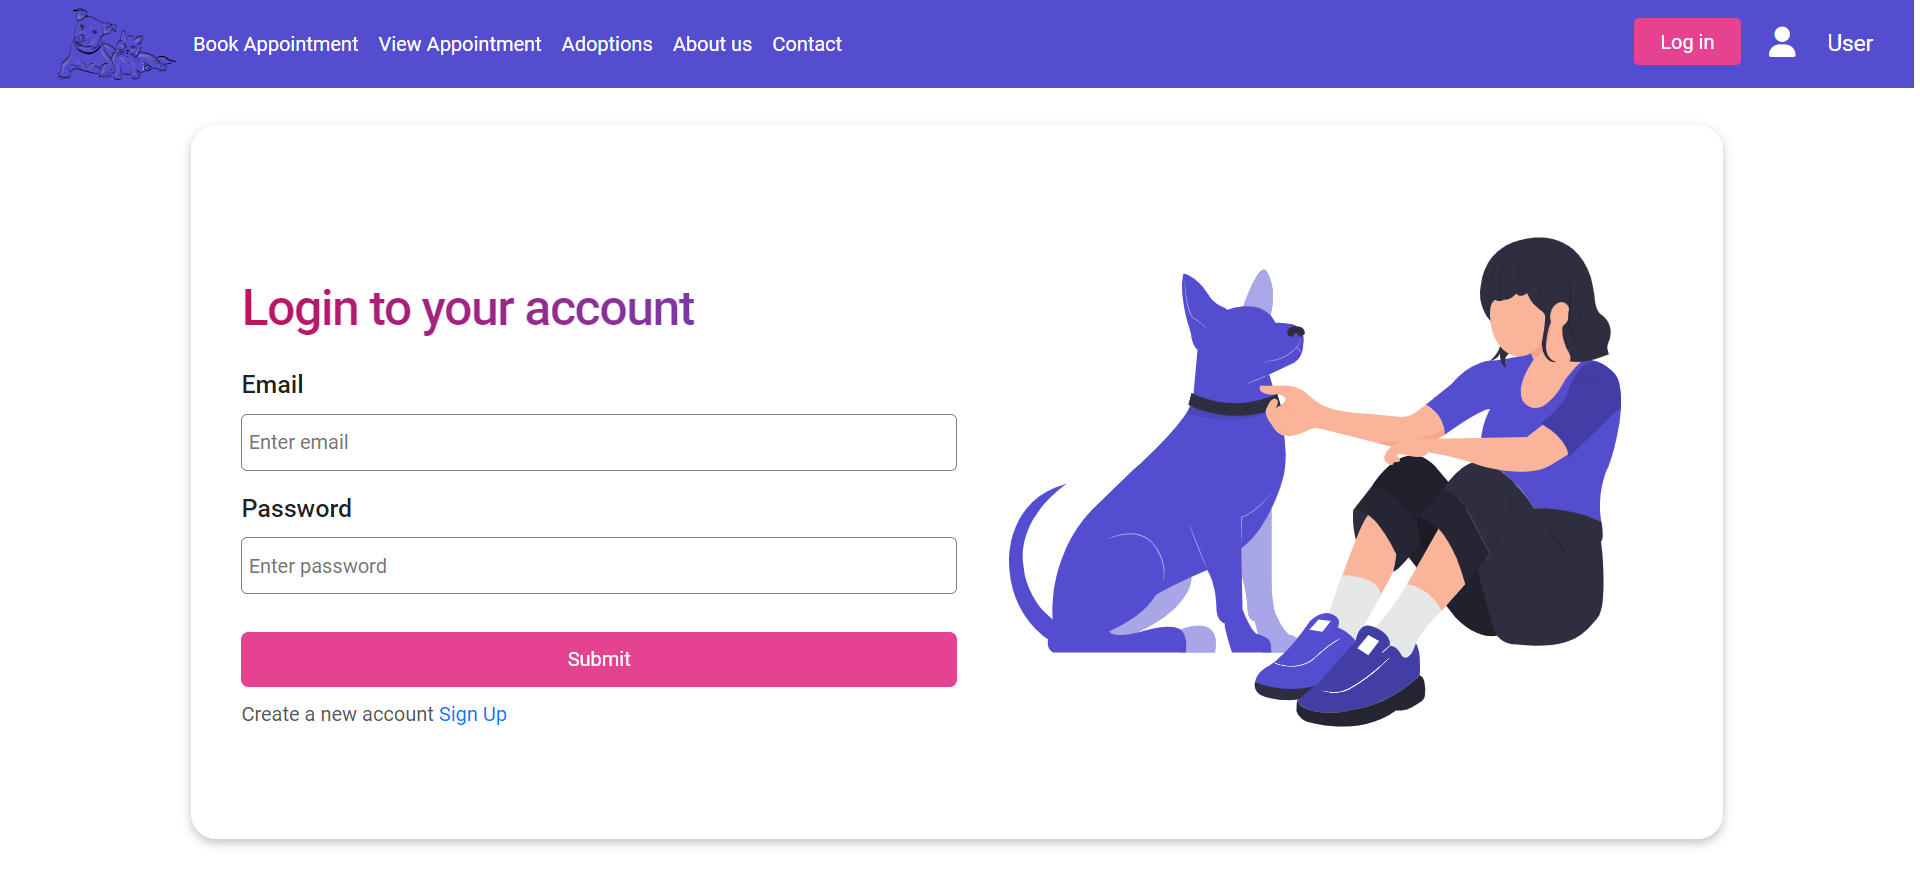 Book Appointment View Appointment Adoptions About us Contact Log in User
Login to your account
Email
Enter email
Password
Enter password
Submit
Create a new account Sign Up